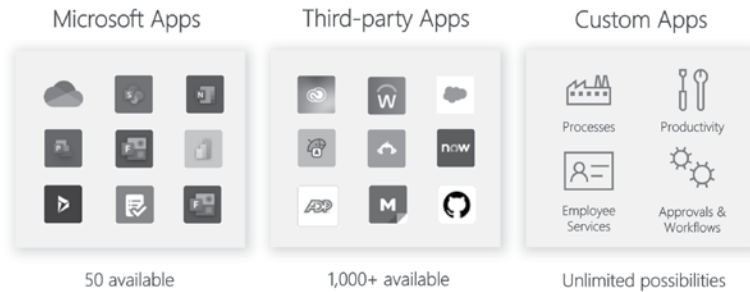 Microsoft Apps
Third-party Apps
Custom Apps
S
N
P
F
F
W
A
now
ADP
M
Processes
Productivity
Employee
Services
Approvals &
Workflows
50 available
1,000+ available
Unlimited possibilities